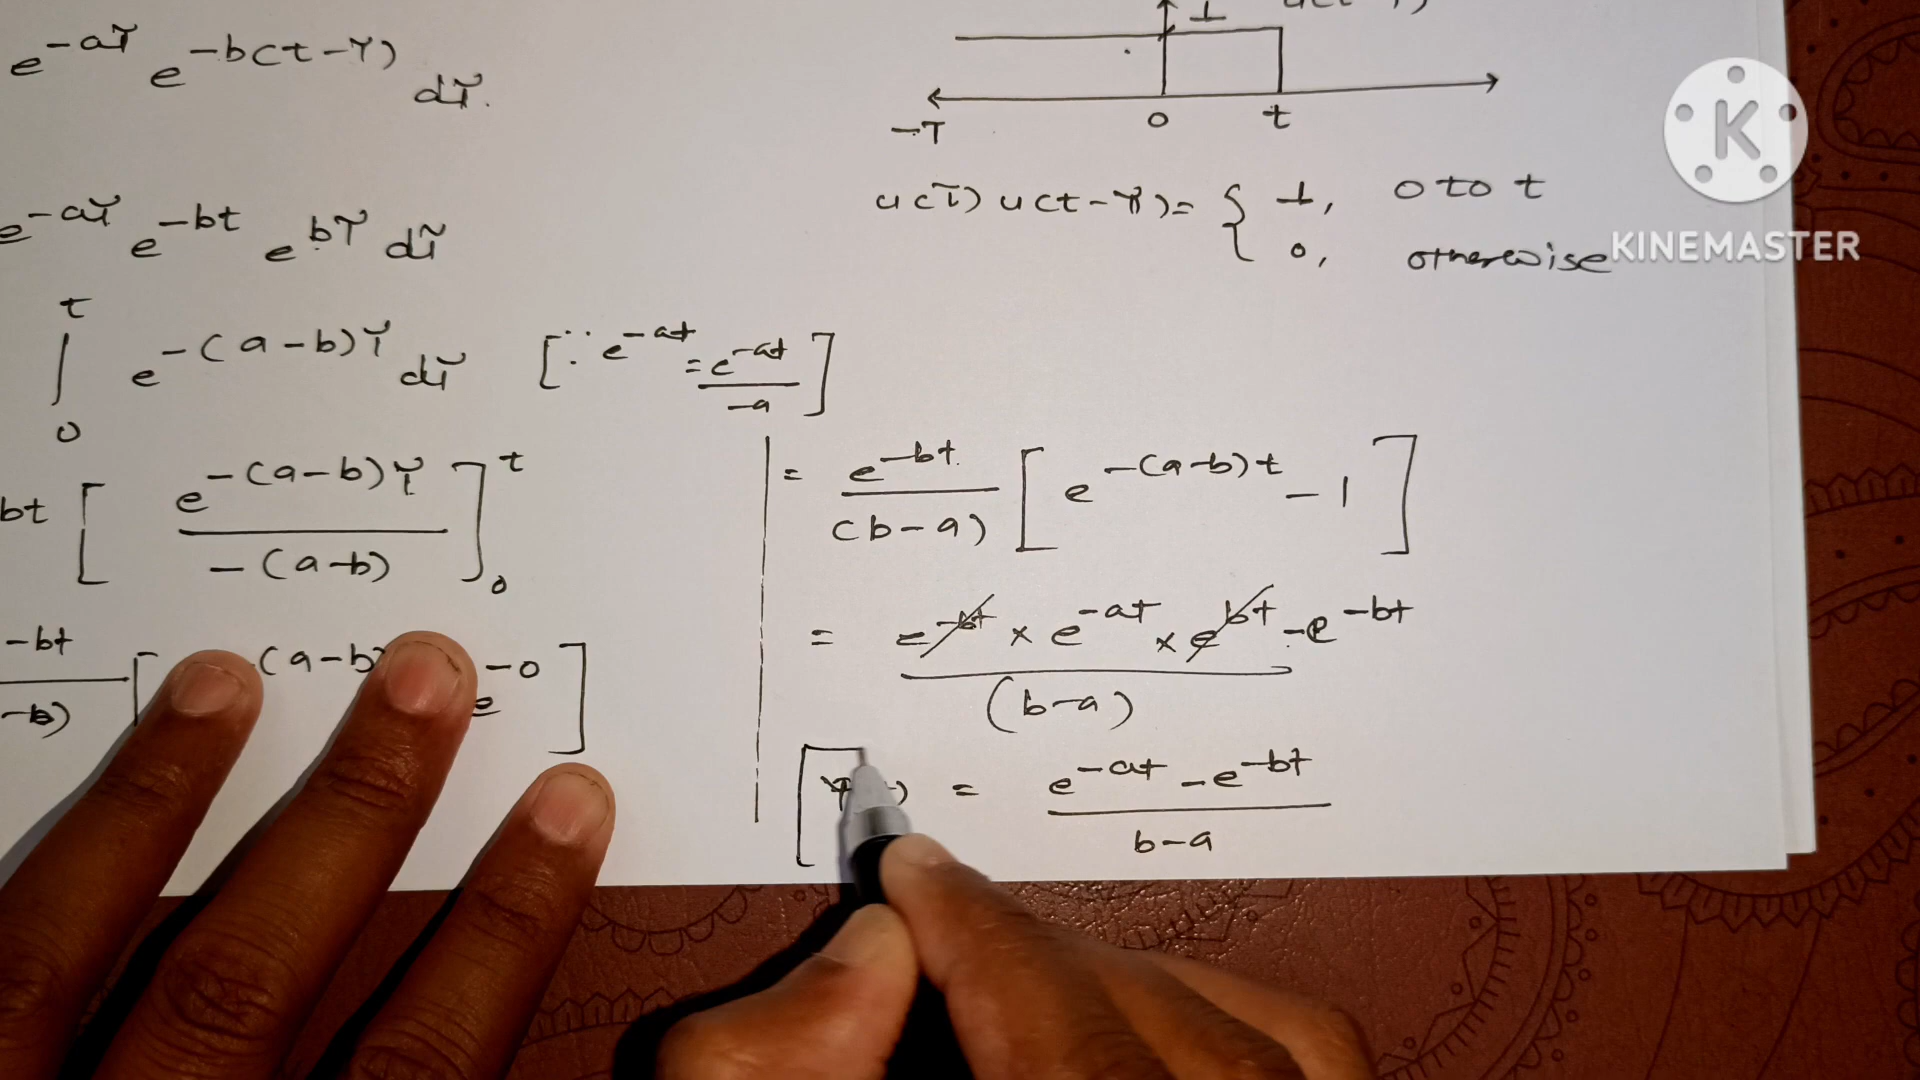 e^-aτ e^-b(t-τ) dτ.
e^-aτ e^-bt e^bτ dτ
t
∫ e^-(a-b)τ dτ [∵ e^-at = e^-at / -a]
0
bt [ e^-(a-b)τ / -(a-b) ]^t_0
-bt
-b) [ (a-b) e^-0 ]
1
-τ 0 t
u(τ) u(t-τ) = { 1, 0 to t
0, otherwise
K
KINEMASTER
= e^-bt / (b-a) [ e^-(a-b)t - 1 ]
= e^-bt × e^-at × e^bt - e^-bt
(b-a)
= e^-at - e^-bt
b-a